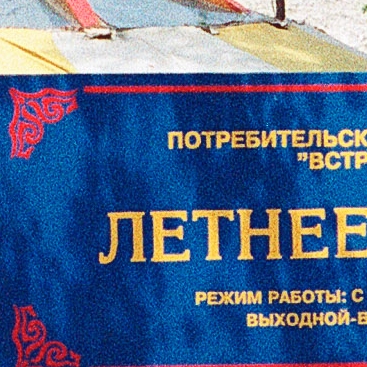 ПОТРЕБИТЕЛЬСК
"ВСТР
ЛЕТНЕЕ
РЕЖИМ РАБОТЫ: С
ВЫХОДНОЙ-В